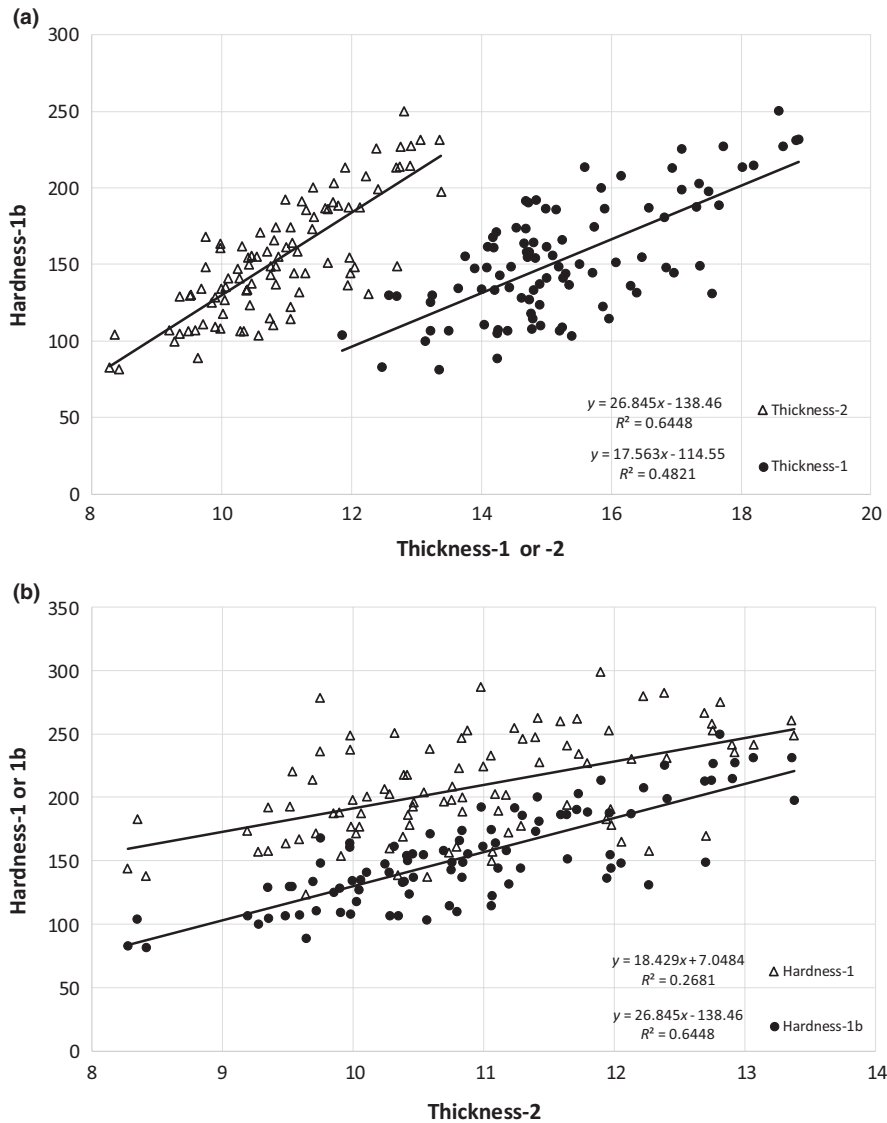 (a)
300
250
200
150
100
50
0
Hardness-1b
y = 26.845x - 138.46
R² = 0.6448
Thickness-2
y = 17.563x - 114.55
R² = 0.4821
Thickness-1
8 10 12 14 16 18 20
Thickness-1 or -2
(b)
350
300
250
200
150
100
50
0
Hardness-1 or 1b
y = 18.429x + 7.0484
R² = 0.2681
Hardness-1
y = 26.845x - 138.46
R² = 0.6448
Hardness-1b
8 9 10 11 12 13 14
Thickness-2